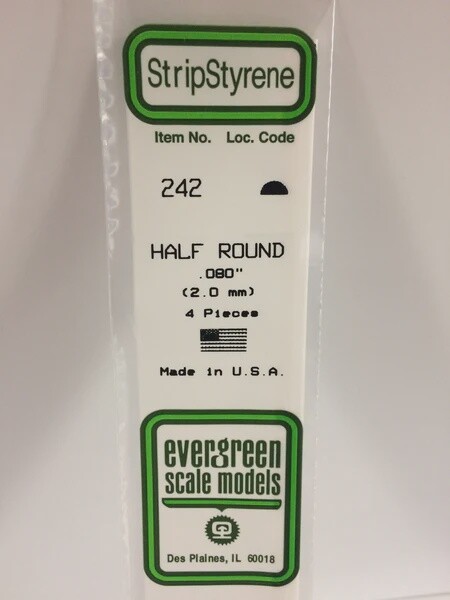 StripStyrene
Item No. Loc. Code
242
HALF ROUND
.080"
(2.0 mm)
4 Pieces
Made in U.S.A.
evergreen
scale models
Des Plaines, IL 60018